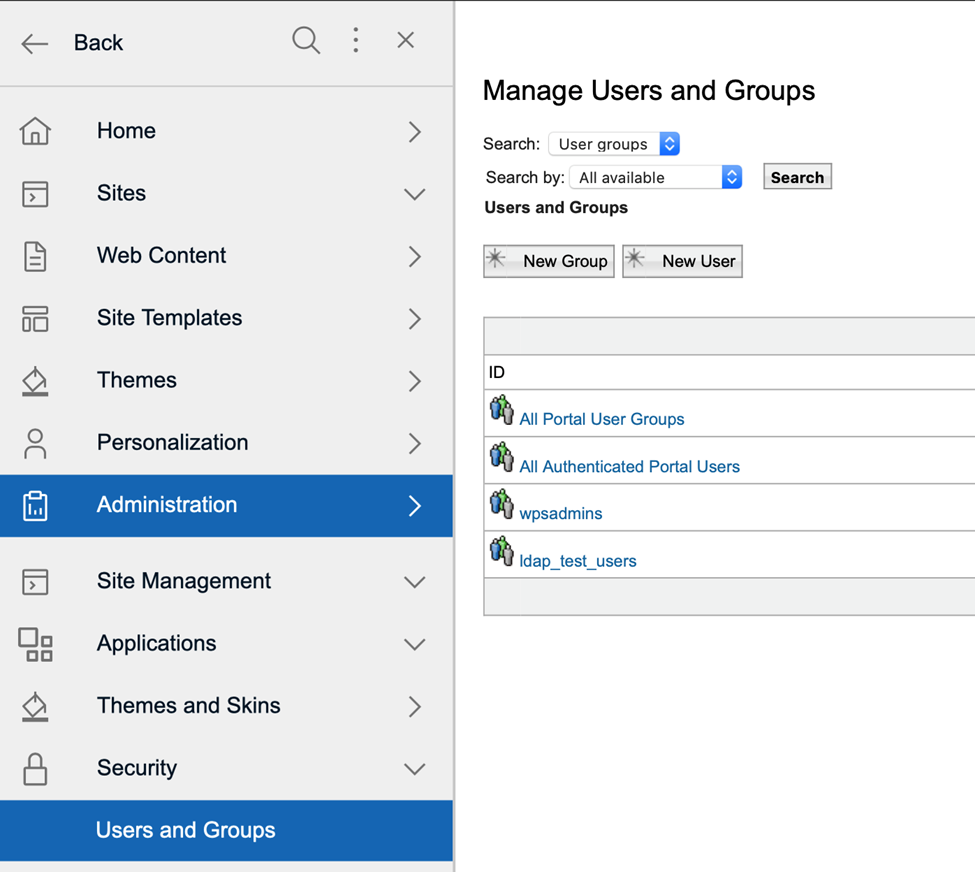 Back
Home
Sites
Web Content
Site Templates
Themes
Personalization
Administration
Site Management
Applications
Themes and Skins
Security
Users and Groups
Manage Users and Groups
Search: User groups
Search by: All available Search
Users and Groups
New Group New User
ID
All Portal User Groups
All Authenticated Portal Users
wpsadmins
ldap_test_users